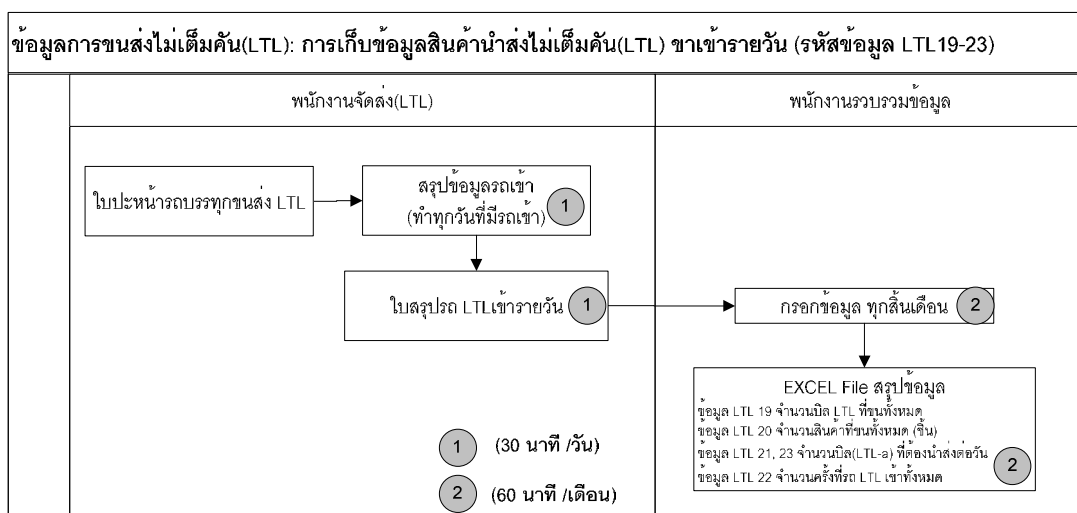 ข้อมูลการขนส่งไม่เต็มคัน(LTL): การเก็บข้อมูลสินค้านำส่งไม่เต็มคัน(LTL) ขาเข้ารายวัน (รหัสข้อมูล LTL19-23)
พนักงานจัดส่ง(LTL)
พนักงานรวบรวมข้อมูล
ใบปะหน้ารถบรรทุกขนส่ง LTL
สรุปข้อมูลรถเข้า
(ทำทุกวันที่มีรถเข้า)
1
ใบสรุปรถ LTLเข้ารายวัน
1
กรอกข้อมูล ทุกสิ้นเดือน
2
EXCEL File สรุปข้อมูล
ข้อมูล LTL 19 จำนวนบิล LTL ที่ขนทั้งหมด
ข้อมูล LTL 20 จำนวนสินค้าที่ขนทั้งหมด (ชิ้น)
ข้อมูล LTL 21, 23 จำนวนบิล(LTL-a) ที่ต้องนำส่งต่อวัน
ข้อมูล LTL 22 จำนวนครั้งที่รถ LTL เข้าทั้งหมด
2
1 (30 นาที /วัน)
2 (60 นาที /เดือน)